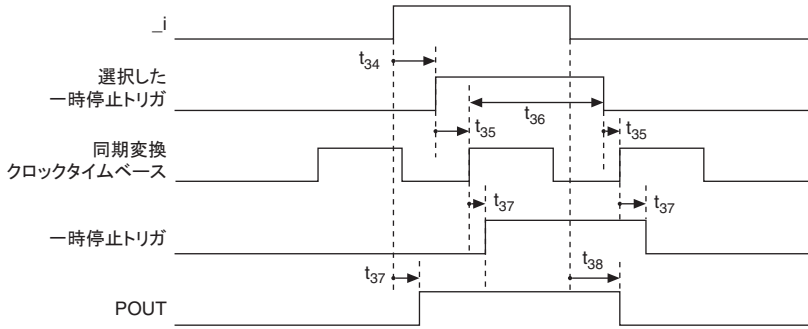 _i
t34
選択した
一時停止トリガ
t36
t35
t35
同期変換
クロックタイムベース
t37
t37
一時停止トリガ
t37
t38
POUT